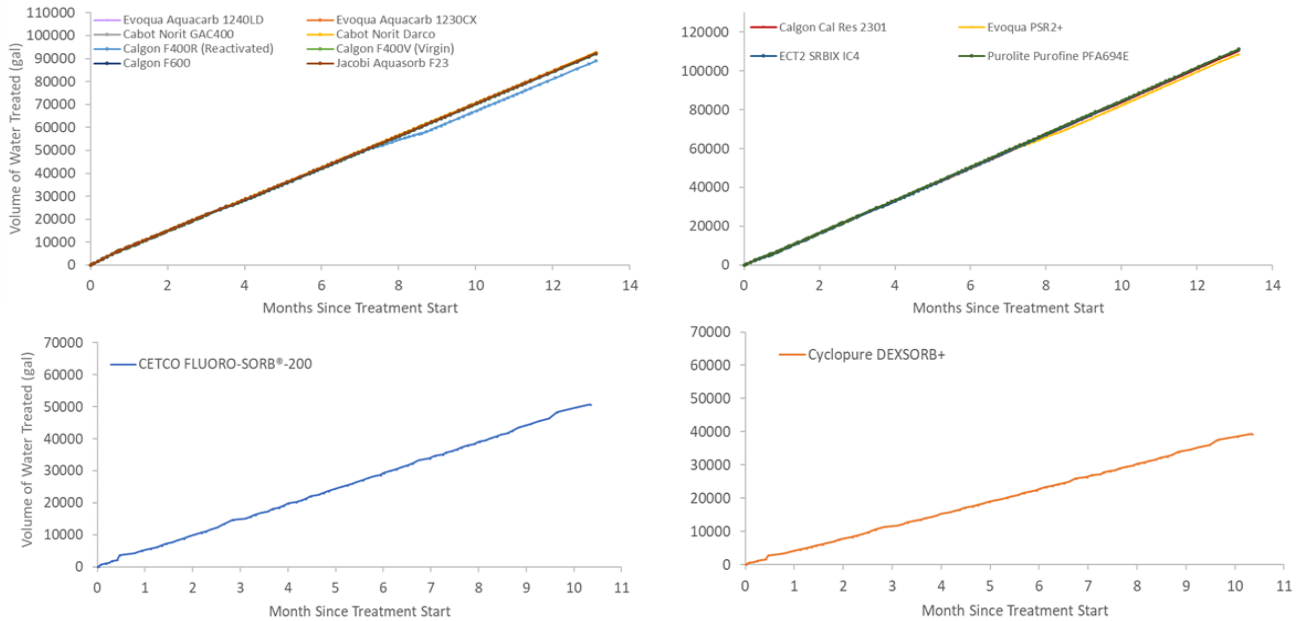 Evoqua Aquacarb 1240LD Evoqua Aquacarb 1230CX
Cabot Norit GAC400 Cabot Norit Darco
Calgon F400R (Reactivated) Calgon F400V (Virgin)
Calgon F600 Jacobi Aquasorb F23
Volume of Water Treated (gal)
110000
100000
90000
80000
70000
60000
50000
40000
30000
20000
10000
0
0 2 4 6 8 10 12 14
Months Since Treatment Start
Calgon Cal Res 2301 Evoqua PSR2+
ECT2 SRBIX IC4 Purolite Purofine PFA694E
120000
100000
80000
60000
40000
20000
0
0 2 4 6 8 10 12 14
Months Since Treatment Start
CETCO FLUORO-SORB®-200
Volume of Water Treated (gal)
70000
60000
50000
40000
30000
20000
10000
0
0 1 2 3 4 5 6 7 8 9 10 11
Month Since Treatment Start
Cyclopure DEXSORB+
70000
60000
50000
40000
30000
20000
10000
0
0 1 2 3 4 5 6 7 8 9 10 11
Month Since Treatment Start